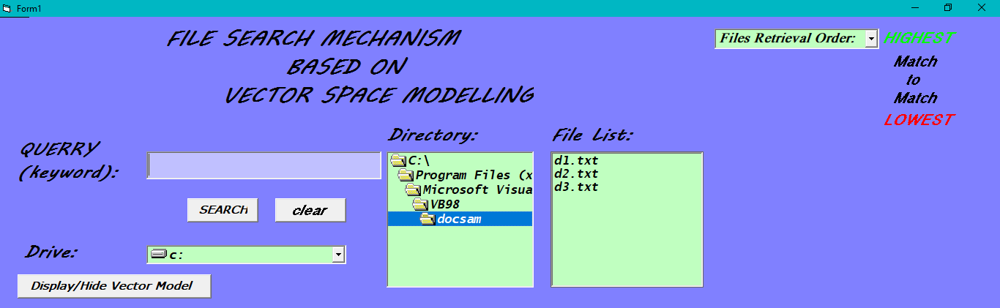 Form1
FILE SEARCH MECHANISM
BASED ON
VECTOR SPACE MODELLING
Files Retrieval Order:
HIGHEST
Match
to
Match
LOWEST
QUERRY
(keyword):
SEARCH
clear
Drive:
c:
Display/Hide Vector Model
Directory:
C:\
Program Files (x
Microsoft Visua
VB98
docsam
File List:
d1.txt
d2.txt
d3.txt